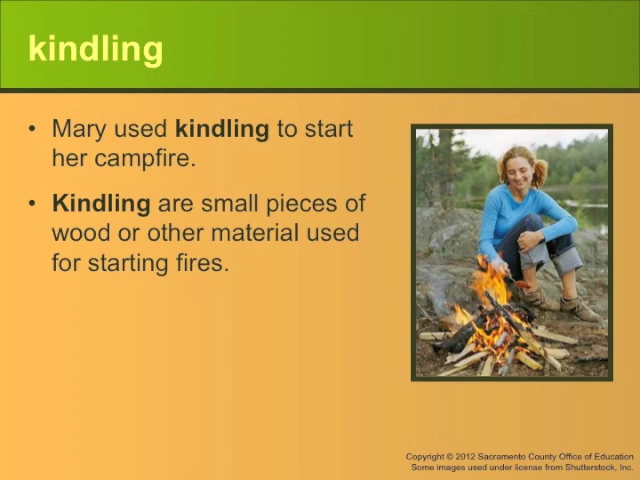 kindling
• Mary used kindling to start
her campfire.
• Kindling are small pieces of
wood or other material used
for starting fires.
Copyright © 2012 Sacramento County Office of Education
Some images used under license from Shutterstock, Inc.